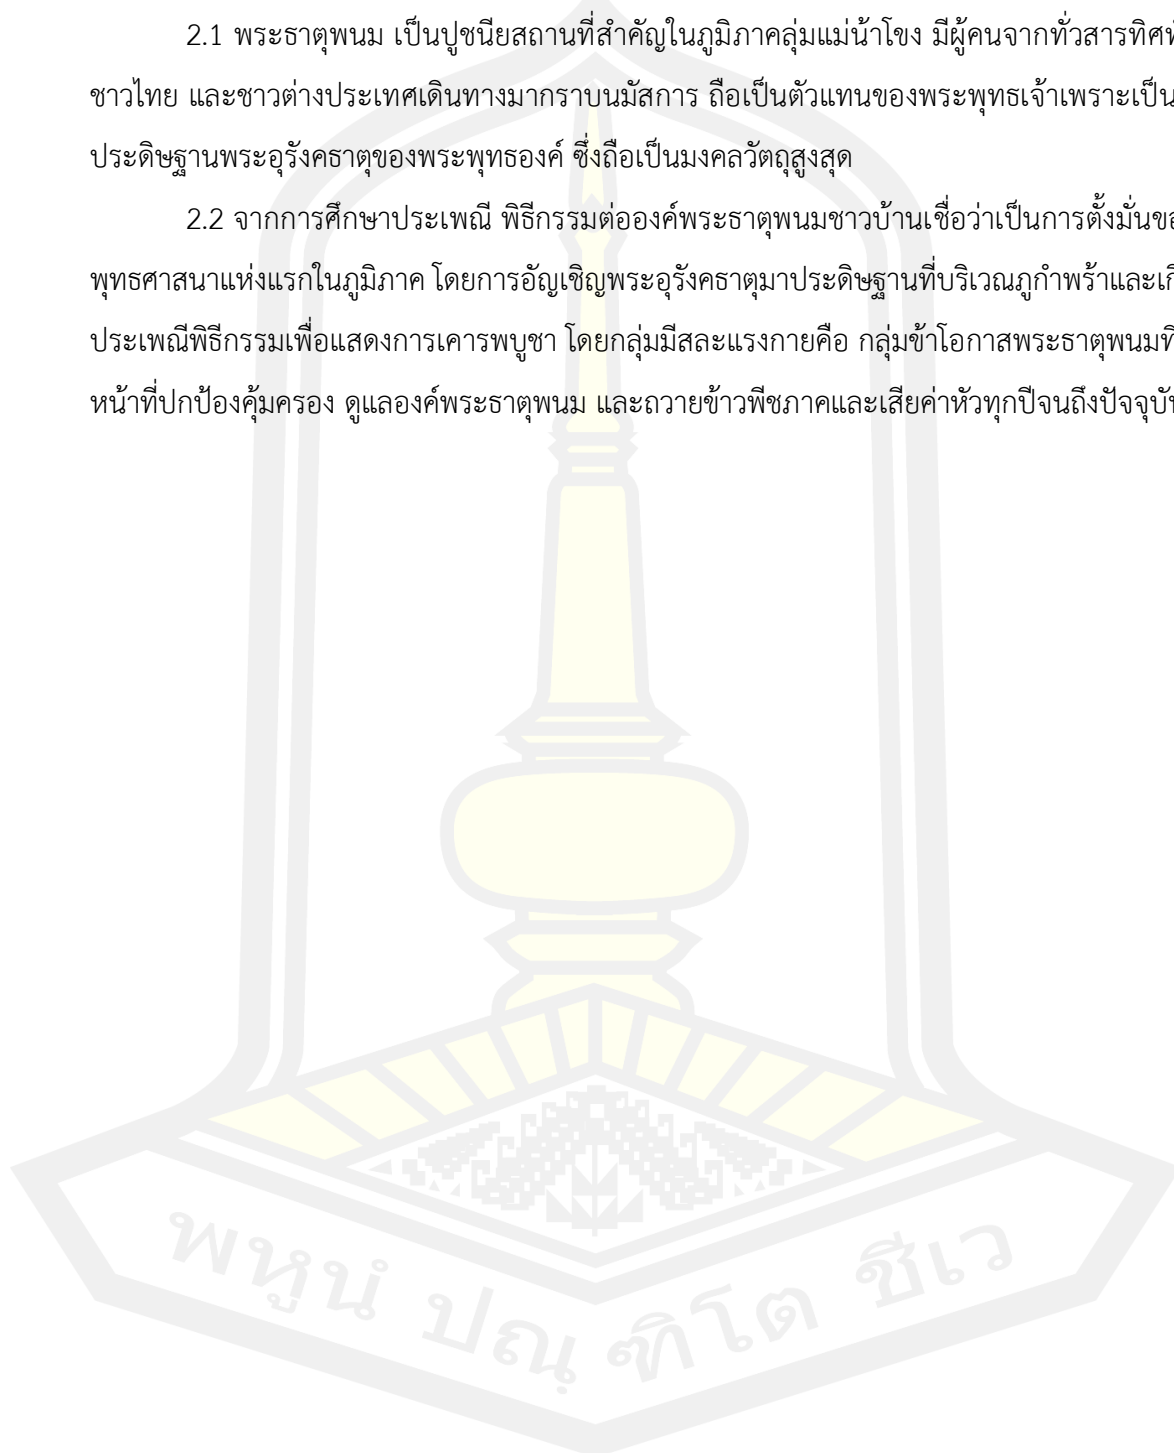 2.1 พระธาตุพนม เป็นปูชนียสถานที่สำคัญในภูมิภาคลุ่มแม่น้ำโขง มีผู้คนจากทั่วสารทิศ
ชาวไทย และชาวต่างประเทศเดินทางมากราบนมัสการ ถือเป็นตัวแทนของพระพุทธเจ้าเพราะเป็น
ประดิษฐานพระอุรังคธาตุของพระพุทธองค์ ซึ่งถือเป็นมงคลวัตถุสูงสุด
2.2 จากการศึกษาประเพณี พิธีกรรมต่อองค์พระธาตุพนมชาวบ้านเชื่อว่าเป็นการตั้งมั่น
พุทธศาสนาแห่งแรกในภูมิภาค โดยการอัญเชิญพระอุรังคธาตุมาประดิษฐานที่บริเวณภูกำพร้าและ
ประเพณีพิธีกรรมเพื่อแสดงการเคารพบูชา โดยกลุ่มมีสละแรงกายคือ กลุ่มข้าโอกาสพระธาตุพนม
หน้าที่ปกป้องคุ้มครอง ดูแลองค์พระธาตุพนม และถวายข้าวพืชภาคและเสียค่าหัวทุกปีจนถึง
พหูนํ ปณฺฑิโต ชีเว